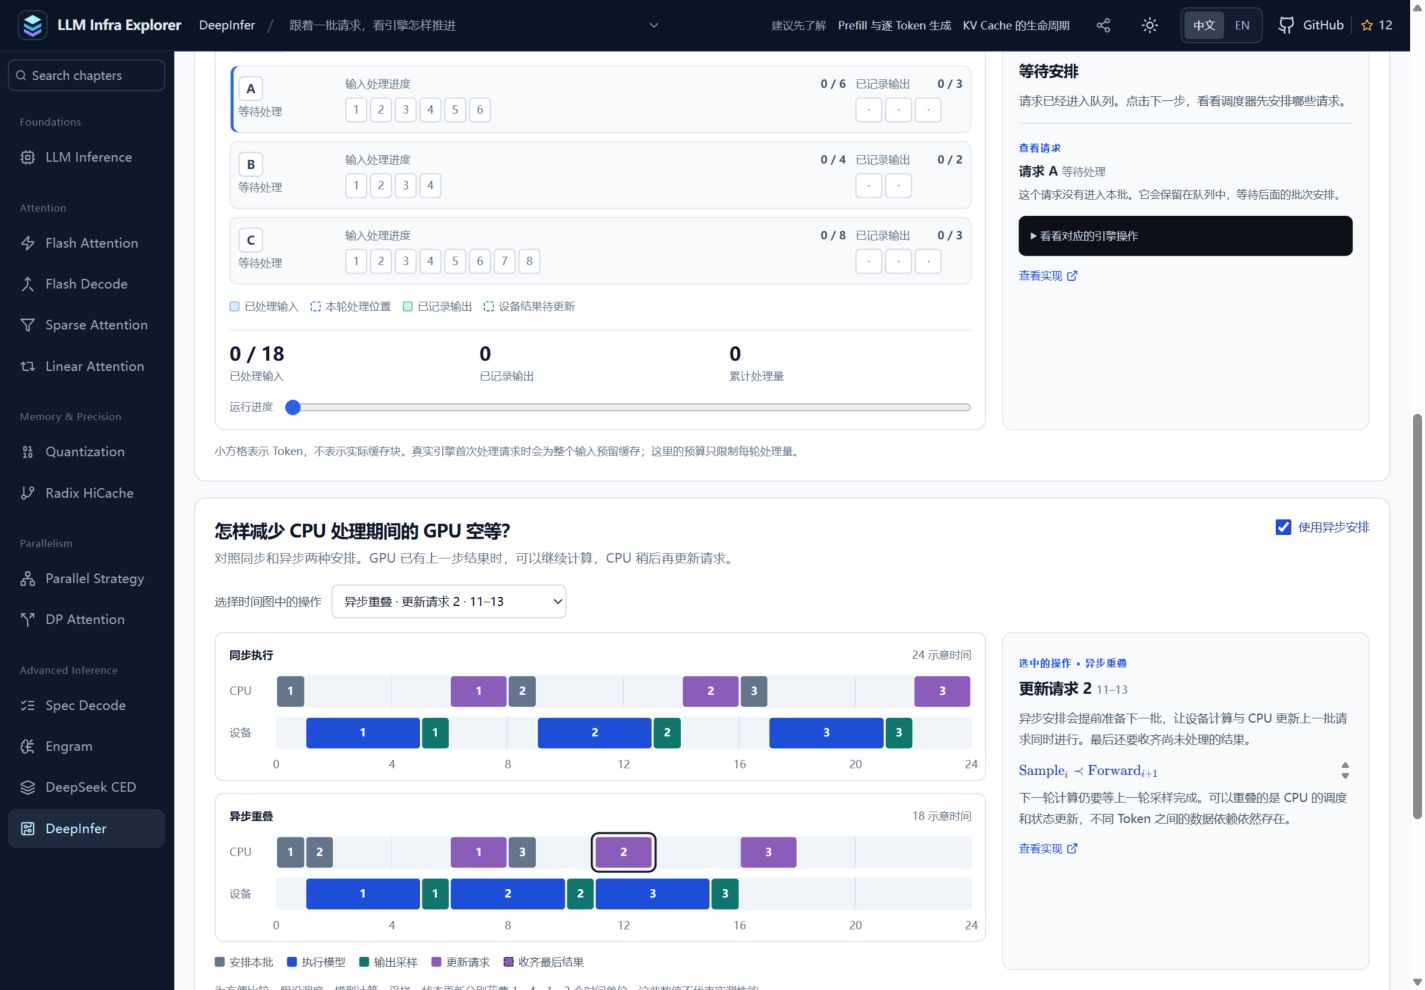 LLM Infra Explorer
DeepInfer / 跟着一批请求，看引擎怎样推进
建议先了解 Prefill 与逐 Token 生成 KV Cache 的生命周期
中文 EN GitHub 12
Search chapters
Foundations
LLM Inference
Attention
Flash Attention
Flash Decode
Sparse Attention
Linear Attention
Memory & Precision
Quantization
Radix HiCache
Parallelism
Parallel Strategy
DP Attention
Advanced Inference
Spec Decode
Engram
DeepSeek CED
DeepInfer
A 输入处理进度 0 / 6 已记录输出 0 / 3
等待处理 1 2 3 4 5 6 · · ·
B 输入处理进度 0 / 4 已记录输出 0 / 2
等待处理 1 2 3 4 · ·
C 输入处理进度 0 / 8 已记录输出 0 / 3
等待处理 1 2 3 4 5 6 7 8 · · ·
已处理输入 本轮处理位置 已记录输出 设备结果待更新
0 / 18 0 0
已处理输入 已记录输出 累计处理量
运行进度
小方格表示 Token，不表示实际缓存块。真实引擎首次处理请求时会为整个输入预留缓存；这里的预算只限制每轮处理量。
等待安排
请求已经进入队列。点击下一步，看看调度器先安排哪些请求。
查看请求
请求 A 等待处理
这个请求没有进入本批。它会保留在队列中，等待后面的批次安排。
▸看看对应的引擎操作
查看实现
怎样减少 CPU 处理期间的 GPU 空等？
使用异步安排
对照同步和异步两种安排。GPU 已有上一步结果时，可以继续计算，CPU 稍后再更新请求。
选择时间图中的操作 异步重叠 · 更新请求 2 · 11–13
同步执行 24 示意时间
CPU 1 1 2 2 3 3
设备 1 1 2 2 3 3
0 4 8 12 16 20 24
异步重叠 18 示意时间
CPU 1 2 1 3 2 3
设备 1 1 2 2 3 3
0 4 8 12 16 20 24
安排本批 执行模型 输出采样 更新请求 收齐最后结果
选中的操作 • 异步重叠
更新请求 2 11–13
异步安排会提前准备下一批，让设备计算与 CPU 更新上一批请
求同时进行。最后还要收齐尚未处理的结果。
Sampleᵢ ≺ Forwardᵢ₊₁
下一轮计算仍要等上一轮采样完成。可以重叠的是 CPU 的调度
和状态更新，不同 Token 之间的数据依赖依然存在。
查看实现